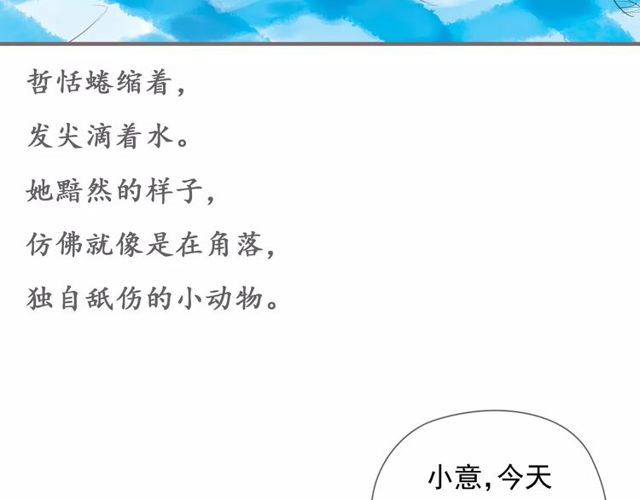 哲恬蜷缩着，
发尖滴着水。
她黯然的样子，
仿佛就像是在角落，
独自舐伤的小动物。
小意，今天